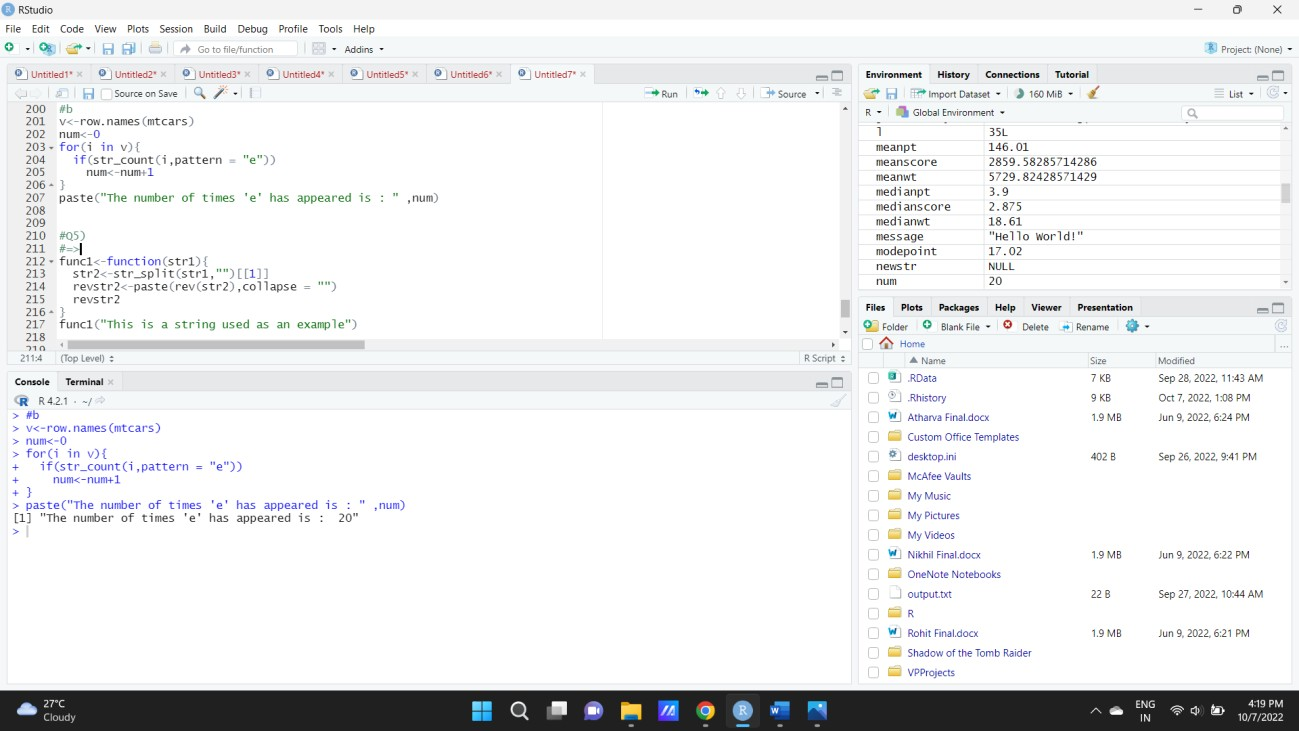 RStudio
File Edit Code View Plots Session Build Debug Profile Tools Help
Go to file/function Addins Project: (None)
Untitled1* Untitled2* Untitled3* Untitled4* Untitled5* Untitled6* Untitled7*
Source on Save Run Source
200 #b
201 v<-row.names(mtcars)
202 num<-0
203 for(i in v){
204 if(str_count(i,pattern = "e"))
205 num<-num+1
206 }
207 paste("The number of times 'e' has appeared is : " ,num)
208
209
210 #Q5)
211 #=>
212 func1<-function(str1){
213 str2<-str_split(str1,"")[[1]]
214 revstr2<-paste(rev(str2),collapse = "")
215 revstr2
216 }
217 func1("This is a string used as an example")
218
219
211:4 (Top Level) R Script
Console Terminal
R 4.2.1 · ~/
> #b
> v<-row.names(mtcars)
> num<-0
> for(i in v){
+ if(str_count(i,pattern = "e"))
+ num<-num+1
+ }
> paste("The number of times 'e' has appeared is : " ,num)
[1] "The number of times 'e' has appeared is :  20"
>
Environment History Connections Tutorial
Import Dataset 160 MiB List
R Global Environment
l 35L
meanpt 146.01
meanscore 2859.58285714286
meanwt 5729.82428571429
medianpt 3.9
medianscore 2.875
medianwt 18.61
message "Hello World!"
modepoint 17.02
newstr NULL
num 20
Files Plots Packages Help Viewer Presentation
Folder Blank File Delete Rename
Home ...
Name Size Modified
.RData 7 KB Sep 28, 2022, 11:43 AM
.Rhistory 9 KB Oct 7, 2022, 1:08 PM
Atharva Final.docx 1.9 MB Jun 9, 2022, 6:24 PM
Custom Office Templates
desktop.ini 402 B Sep 26, 2022, 9:41 PM
McAfee Vaults
My Music
My Pictures
My Videos
Nikhil Final.docx 1.9 MB Jun 9, 2022, 6:22 PM
OneNote Notebooks
output.txt 22 B Sep 27, 2022, 10:44 AM
R
Rohit Final.docx 1.9 MB Jun 9, 2022, 6:21 PM
Shadow of the Tomb Raider
VPProjects
27°C
Cloudy
ENG
IN
4:19 PM
10/7/2022